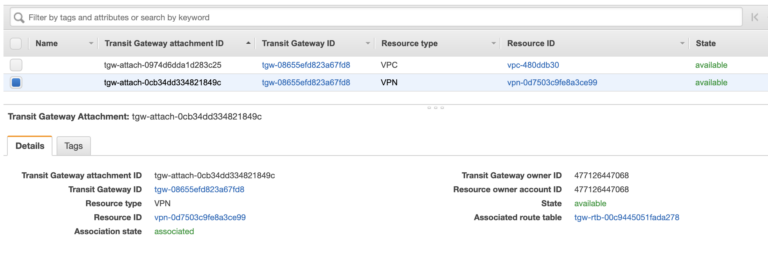 Filter by tags and attributes or search by keyword
Name Transit Gateway attachment ID Transit Gateway ID Resource type Resource ID State
tgw-attach-0974d6dda1d283c25 tgw-08655efd823a67fd8 VPC vpc-480ddb30 available
tgw-attach-0cb34dd334821849c tgw-08655efd823a67fd8 VPN vpn-0d7503c9fe8a3ce99 available
Transit Gateway Attachment: tgw-attach-0cb34dd334821849c
Details Tags
Transit Gateway attachment ID tgw-attach-0cb34dd334821849c Transit Gateway owner ID 477126447068
Transit Gateway ID tgw-08655efd823a67fd8 Resource owner account ID 477126447068
Resource type VPN State available
Resource ID vpn-0d7503c9fe8a3ce99 Associated route table tgw-rtb-00c9445051fada278
Association state associated